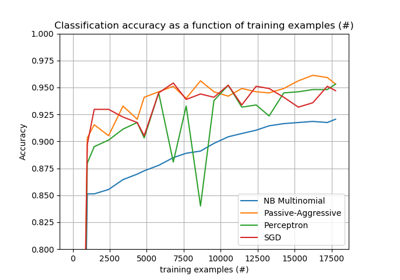 Classification accuracy as a function of training examples (#)
1.000
0.975
0.950
0.925
0.900
0.875
0.850
0.825
0.800
Accuracy
NB Multinomial
Passive-Aggressive
Perceptron
SGD
0 2500 5000 7500 10000 12500 15000 17500
training examples (#)